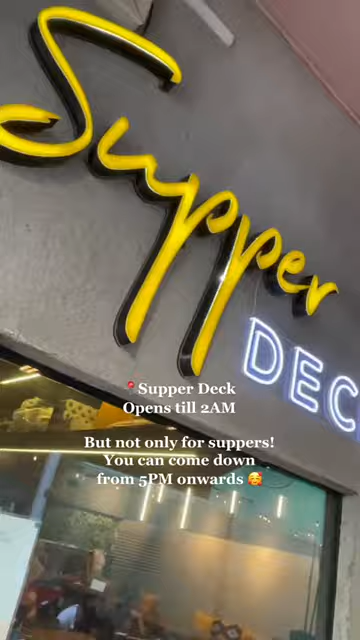 Supper
DEC
📍Supper Deck
Opens till 2AM
But not only for suppers!
You can come down
from 5PM onwards 🥰